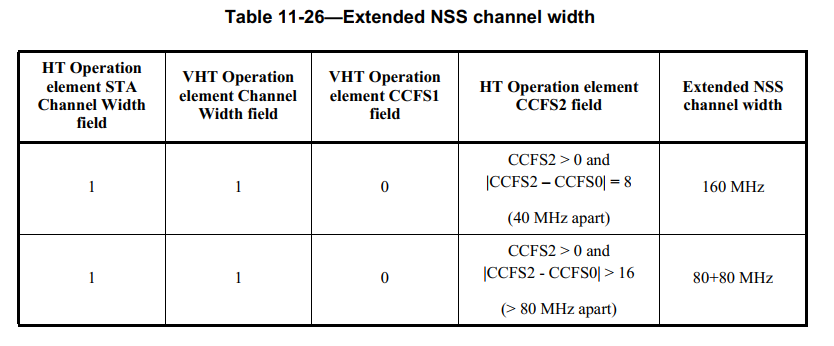 Table 11-26—Extended NSS channel width
HT Operation
element STA
Channel Width
field
VHT Operation
element Channel
Width field
VHT Operation
element CCFS1
field
HT Operation element
CCFS2 field
Extended NSS
channel width
1
1
0
CCFS2 > 0 and
|CCFS2 – CCFS0| = 8
(40 MHz apart)
160 MHz
1
1
0
CCFS2 > 0 and
|CCFS2 - CCFS0| > 16
(> 80 MHz apart)
80+80 MHz